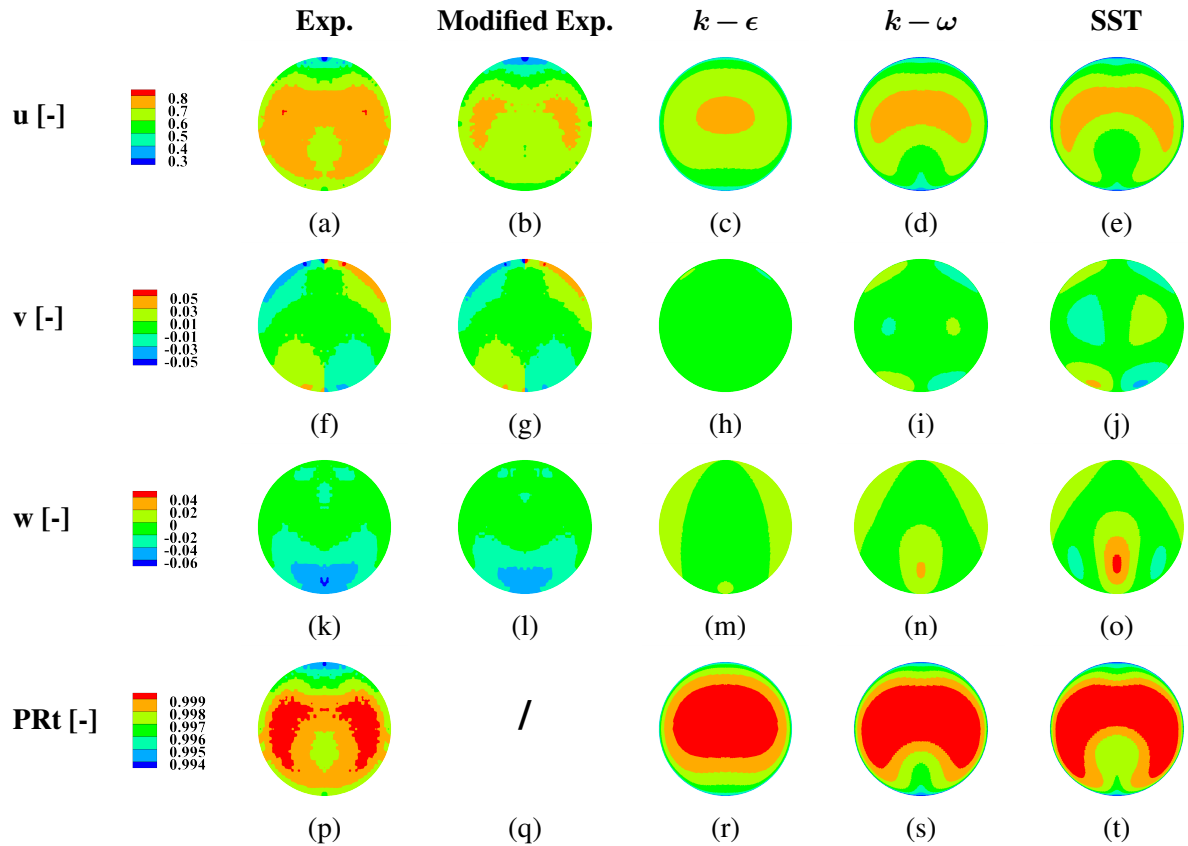 Exp. Modified Exp. k − ϵ k − ω SST
u [-]
0.8
0.7
0.6
0.5
0.4
0.3
(a) (b) (c) (d) (e)
v [-]
0.05
0.03
0.01
-0.01
-0.03
-0.05
(f) (g) (h) (i) (j)
w [-]
0.04
0.02
0
-0.02
-0.04
-0.06
(k) (l) (m) (n) (o)
PRt [-]
0.999
0.998
0.997
0.996
0.995
0.994
/
(p) (q) (r) (s) (t)